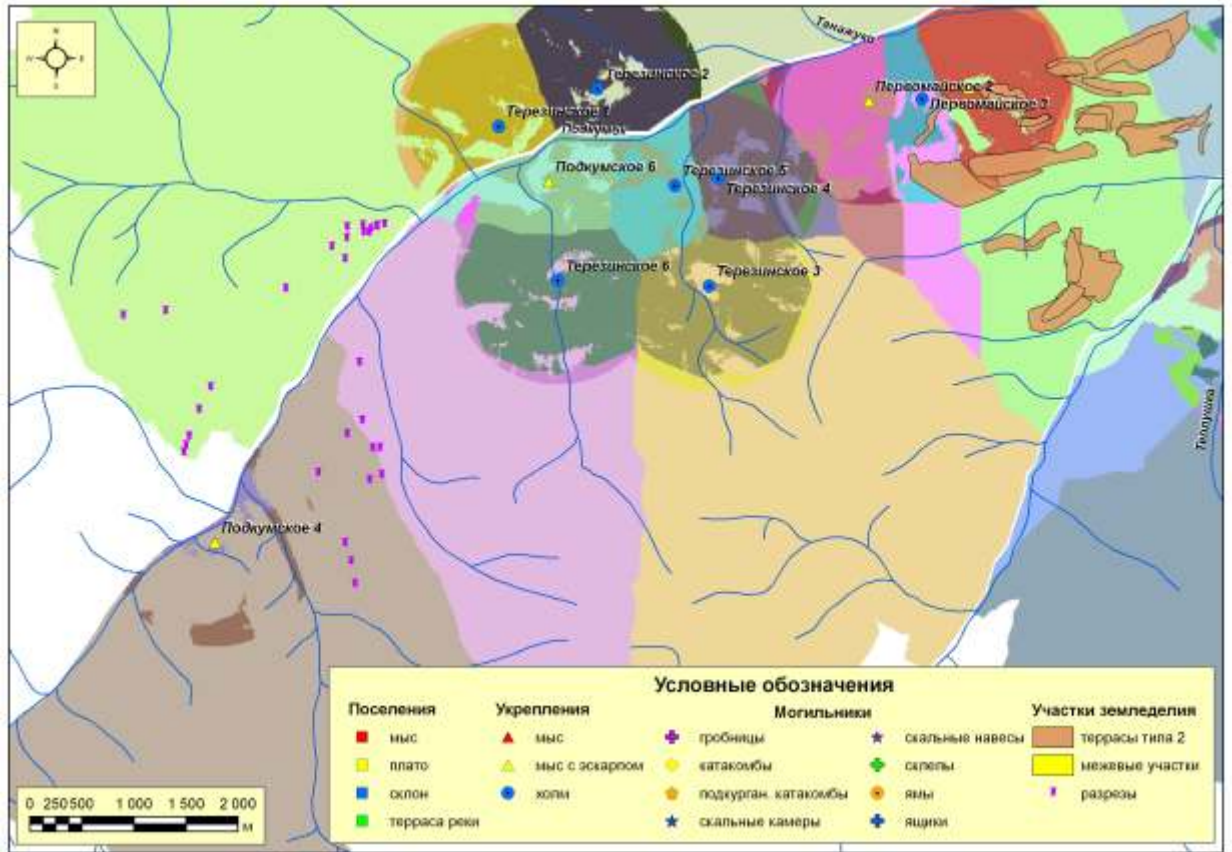 N
W E
S
Танажуко
Терезинское 2
Первомайское 2
Первомайское 1
Терезинское 1
Подкумок
Подкумское 6
Терезинское 5
Терезинское 4
Терезинское 6
Терезинское 3
Теплушка
Подкумское 4
Условные обозначения
Поселения
мыс
плато
склон
терраса реки
Укрепления
мыс
мыс с эскарпом
холм
Могильники
гробницы
катакомбы
подкурган. катакомбы
скальные камеры
скальные навесы
склепы
ямы
ящики
Участки земледелия
террасы типа 2
межевые участки
разрезы
0 250 500 1 000 1 500 2 000
м